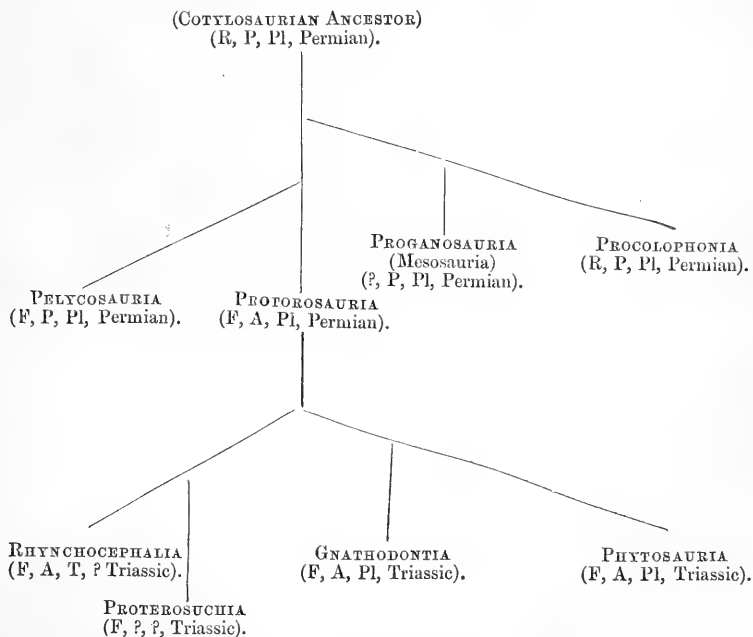 (Cotylosaurian Ancestor)
(R, P, Pl, Permian).
Proganosauria
(Mesosauria)
(?, P, Pl, Permian).
Procolophonia
(R, P, Pl, Permian).
Pelycosauria
(F, P, Pl, Permian).
Protorosauria
(F, A, Pl, Permian).
Rhynchocephalia
(F, A, T, ? Triassic).
Proterosuchia
(F, ?, ?, Triassic).
Gnathodontia
(F, A, Pl, Triassic).
Phytosauria
(F, A, Pl, Triassic).